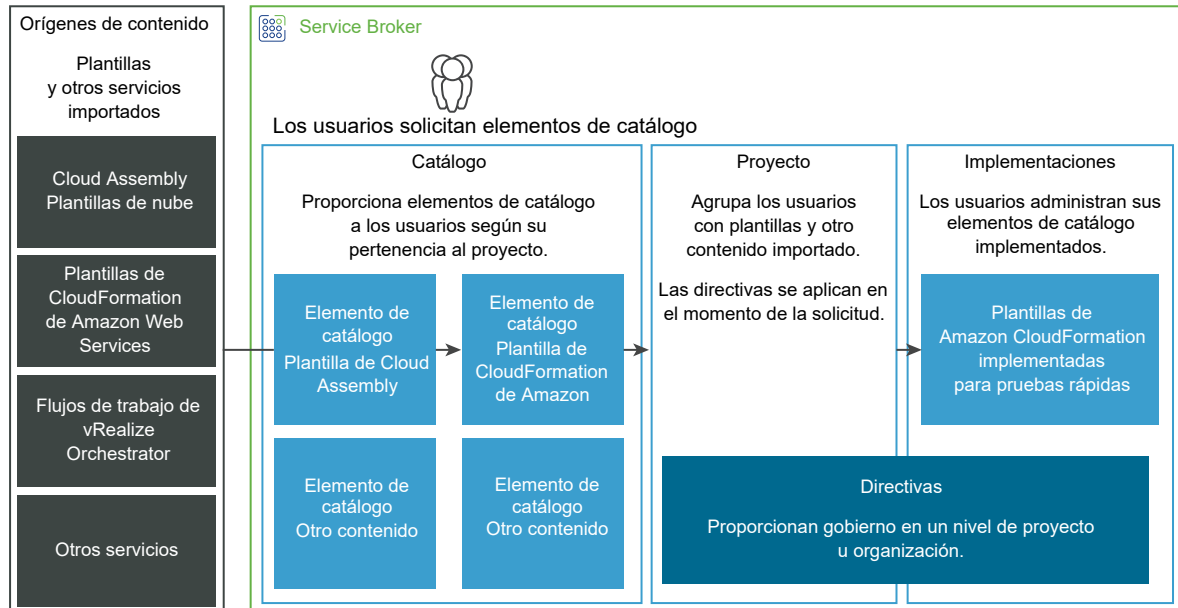 Orígenes de contenido
Plantillas
y otros servicios
importados
Cloud Assembly
Plantillas de nube
Plantillas de
CloudFormation
de Amazon Web
Services
Flujos de trabajo de
vRealize
Orchestrator
Otros servicios
Service Broker
Los usuarios solicitan elementos de catálogo
Catálogo
Proporciona elementos de catálogo
a los usuarios según su
pertenencia al proyecto.
Elemento de
catálogo
Plantilla de Cloud
Assembly
Elemento de
catálogo
Plantilla de
CloudFormation
de Amazon
Elemento de
catálogo
Otro contenido
Elemento de
catálogo
Otro contenido
Proyecto
Agrupa los usuarios
con plantillas y otro
contenido importado.
Las directivas se aplican en
el momento de la solicitud.
Implementaciones
Los usuarios administran sus
elementos de catálogo
implementados.
Plantillas de
Amazon CloudFormation
implementadas
para pruebas rápidas
Directivas
Proporcionan gobierno en un nivel de proyecto
u organización.